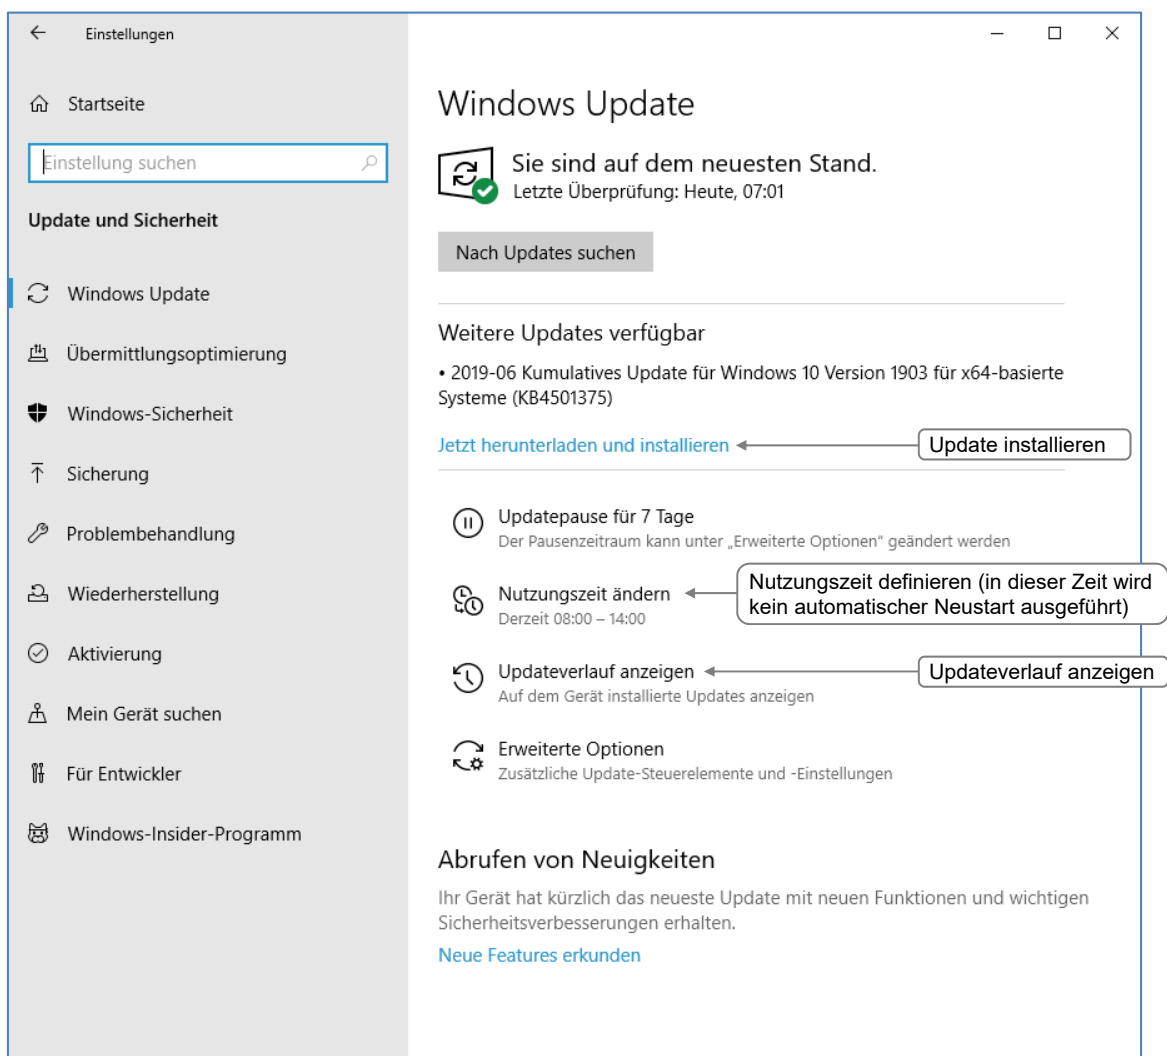 Einstellungen
Startseite
Einstellung suchen
Update und Sicherheit
Windows Update
Übermittlungsoptimierung
Windows-Sicherheit
Sicherung
Problembehandlung
Wiederherstellung
Aktivierung
Mein Gerät suchen
Für Entwickler
Windows-Insider-Programm
Windows Update
Sie sind auf dem neuesten Stand.
Letzte Überprüfung: Heute, 07:01
Nach Updates suchen
Weitere Updates verfügbar
• 2019-06 Kumulatives Update für Windows 10 Version 1903 für x64-basierte
Systeme (KB4501375)
Jetzt herunterladen und installieren
Update installieren
Updatepause für 7 Tage
Der Pausenzeitraum kann unter „Erweiterte Optionen" geändert werden
Nutzungszeit ändern
Derzeit 08:00 – 14:00
Nutzungszeit definieren (in dieser Zeit wird
kein automatischer Neustart ausgeführt)
Updateverlauf anzeigen
Auf dem Gerät installierte Updates anzeigen
Updateverlauf anzeigen
Erweiterte Optionen
Zusätzliche Update-Steuerelemente und -Einstellungen
Abrufen von Neuigkeiten
Ihr Gerät hat kürzlich das neueste Update mit neuen Funktionen und wichtigen
Sicherheitsverbesserungen erhalten.
Neue Features erkunden